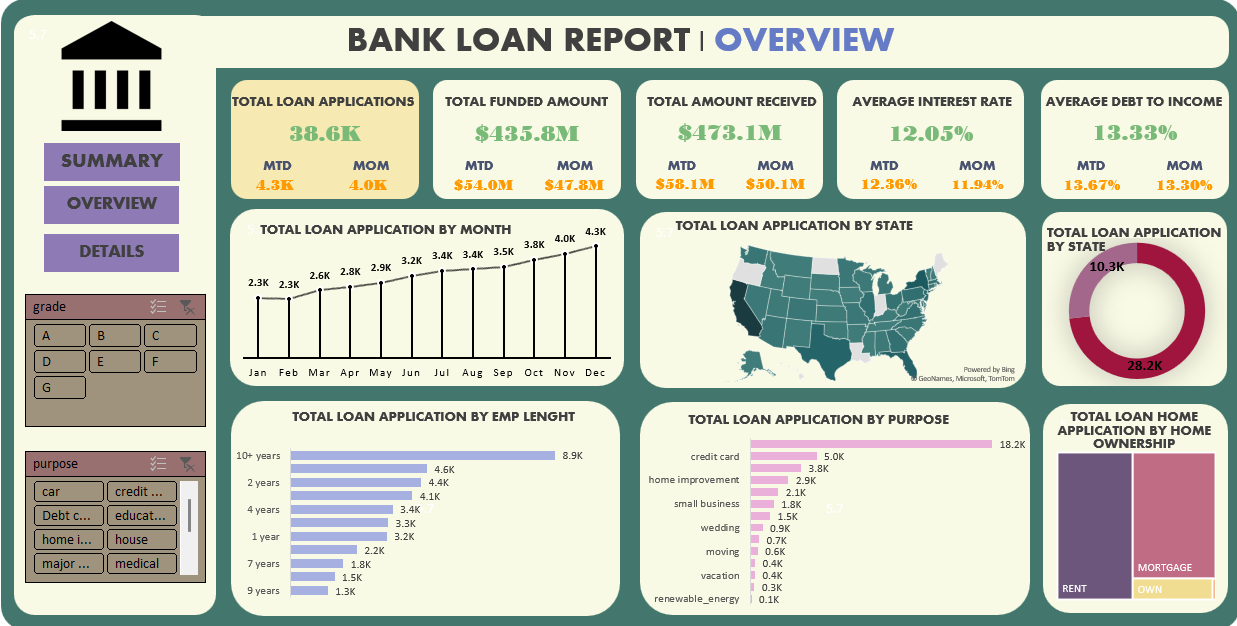 5.7
BANK LOAN REPORT | OVERVIEW
SUMMARY
OVERVIEW
DETAILS
grade
A
B
C
D
E
F
G
purpose
car
credit ...
Debt c...
educat...
home i...
house
major ...
medical
TOTAL LOAN APPLICATIONS
38.6K
MTD
MOM
4.3K
4.0K
TOTAL FUNDED AMOUNT
$435.8M
MTD
MOM
$54.0M
$47.8M
TOTAL AMOUNT RECEIVED
$473.1M
MTD
MOM
$58.1M
$50.1M
AVERAGE INTEREST RATE
12.05%
MTD
MOM
12.36%
11.94%
AVERAGE DEBT TO INCOME
13.33%
MTD
MOM
13.67%
13.30%
TOTAL LOAN APPLICATION BY MONTH
2.3K
2.3K
2.6K
2.8K
2.9K
3.2K
3.4K
3.4K
3.5K
3.8K
4.0K
4.3K
Jan
Feb
Mar
Apr
May
Jun
Jul
Aug
Sep
Oct
Nov
Dec
5.7
TOTAL LOAN APPLICATION BY STATE
Powered by Bing
© GeoNames, Microsoft, TomTom
TOTAL LOAN APPLICATION
BY STATE
10.3K
28.2K
TOTAL LOAN APPLICATION BY EMP LENGHT
10+ years
8.9K
4.6K
2 years
4.4K
4.1K
4 years
3.4K
3.3K
1 year
3.2K
2.2K
7 years
1.8K
1.5K
9 years
1.3K
TOTAL LOAN APPLICATION BY PURPOSE
18.2K
credit card
5.0K
3.8K
home improvement
2.9K
2.1K
small business
1.8K
1.5K
5.7
wedding
0.9K
0.7K
moving
0.6K
0.4K
vacation
0.4K
0.3K
renewable_energy
0.1K
TOTAL LOAN HOME
APPLICATION BY HOME
OWNERSHIP
RENT
MORTGAGE
OWN